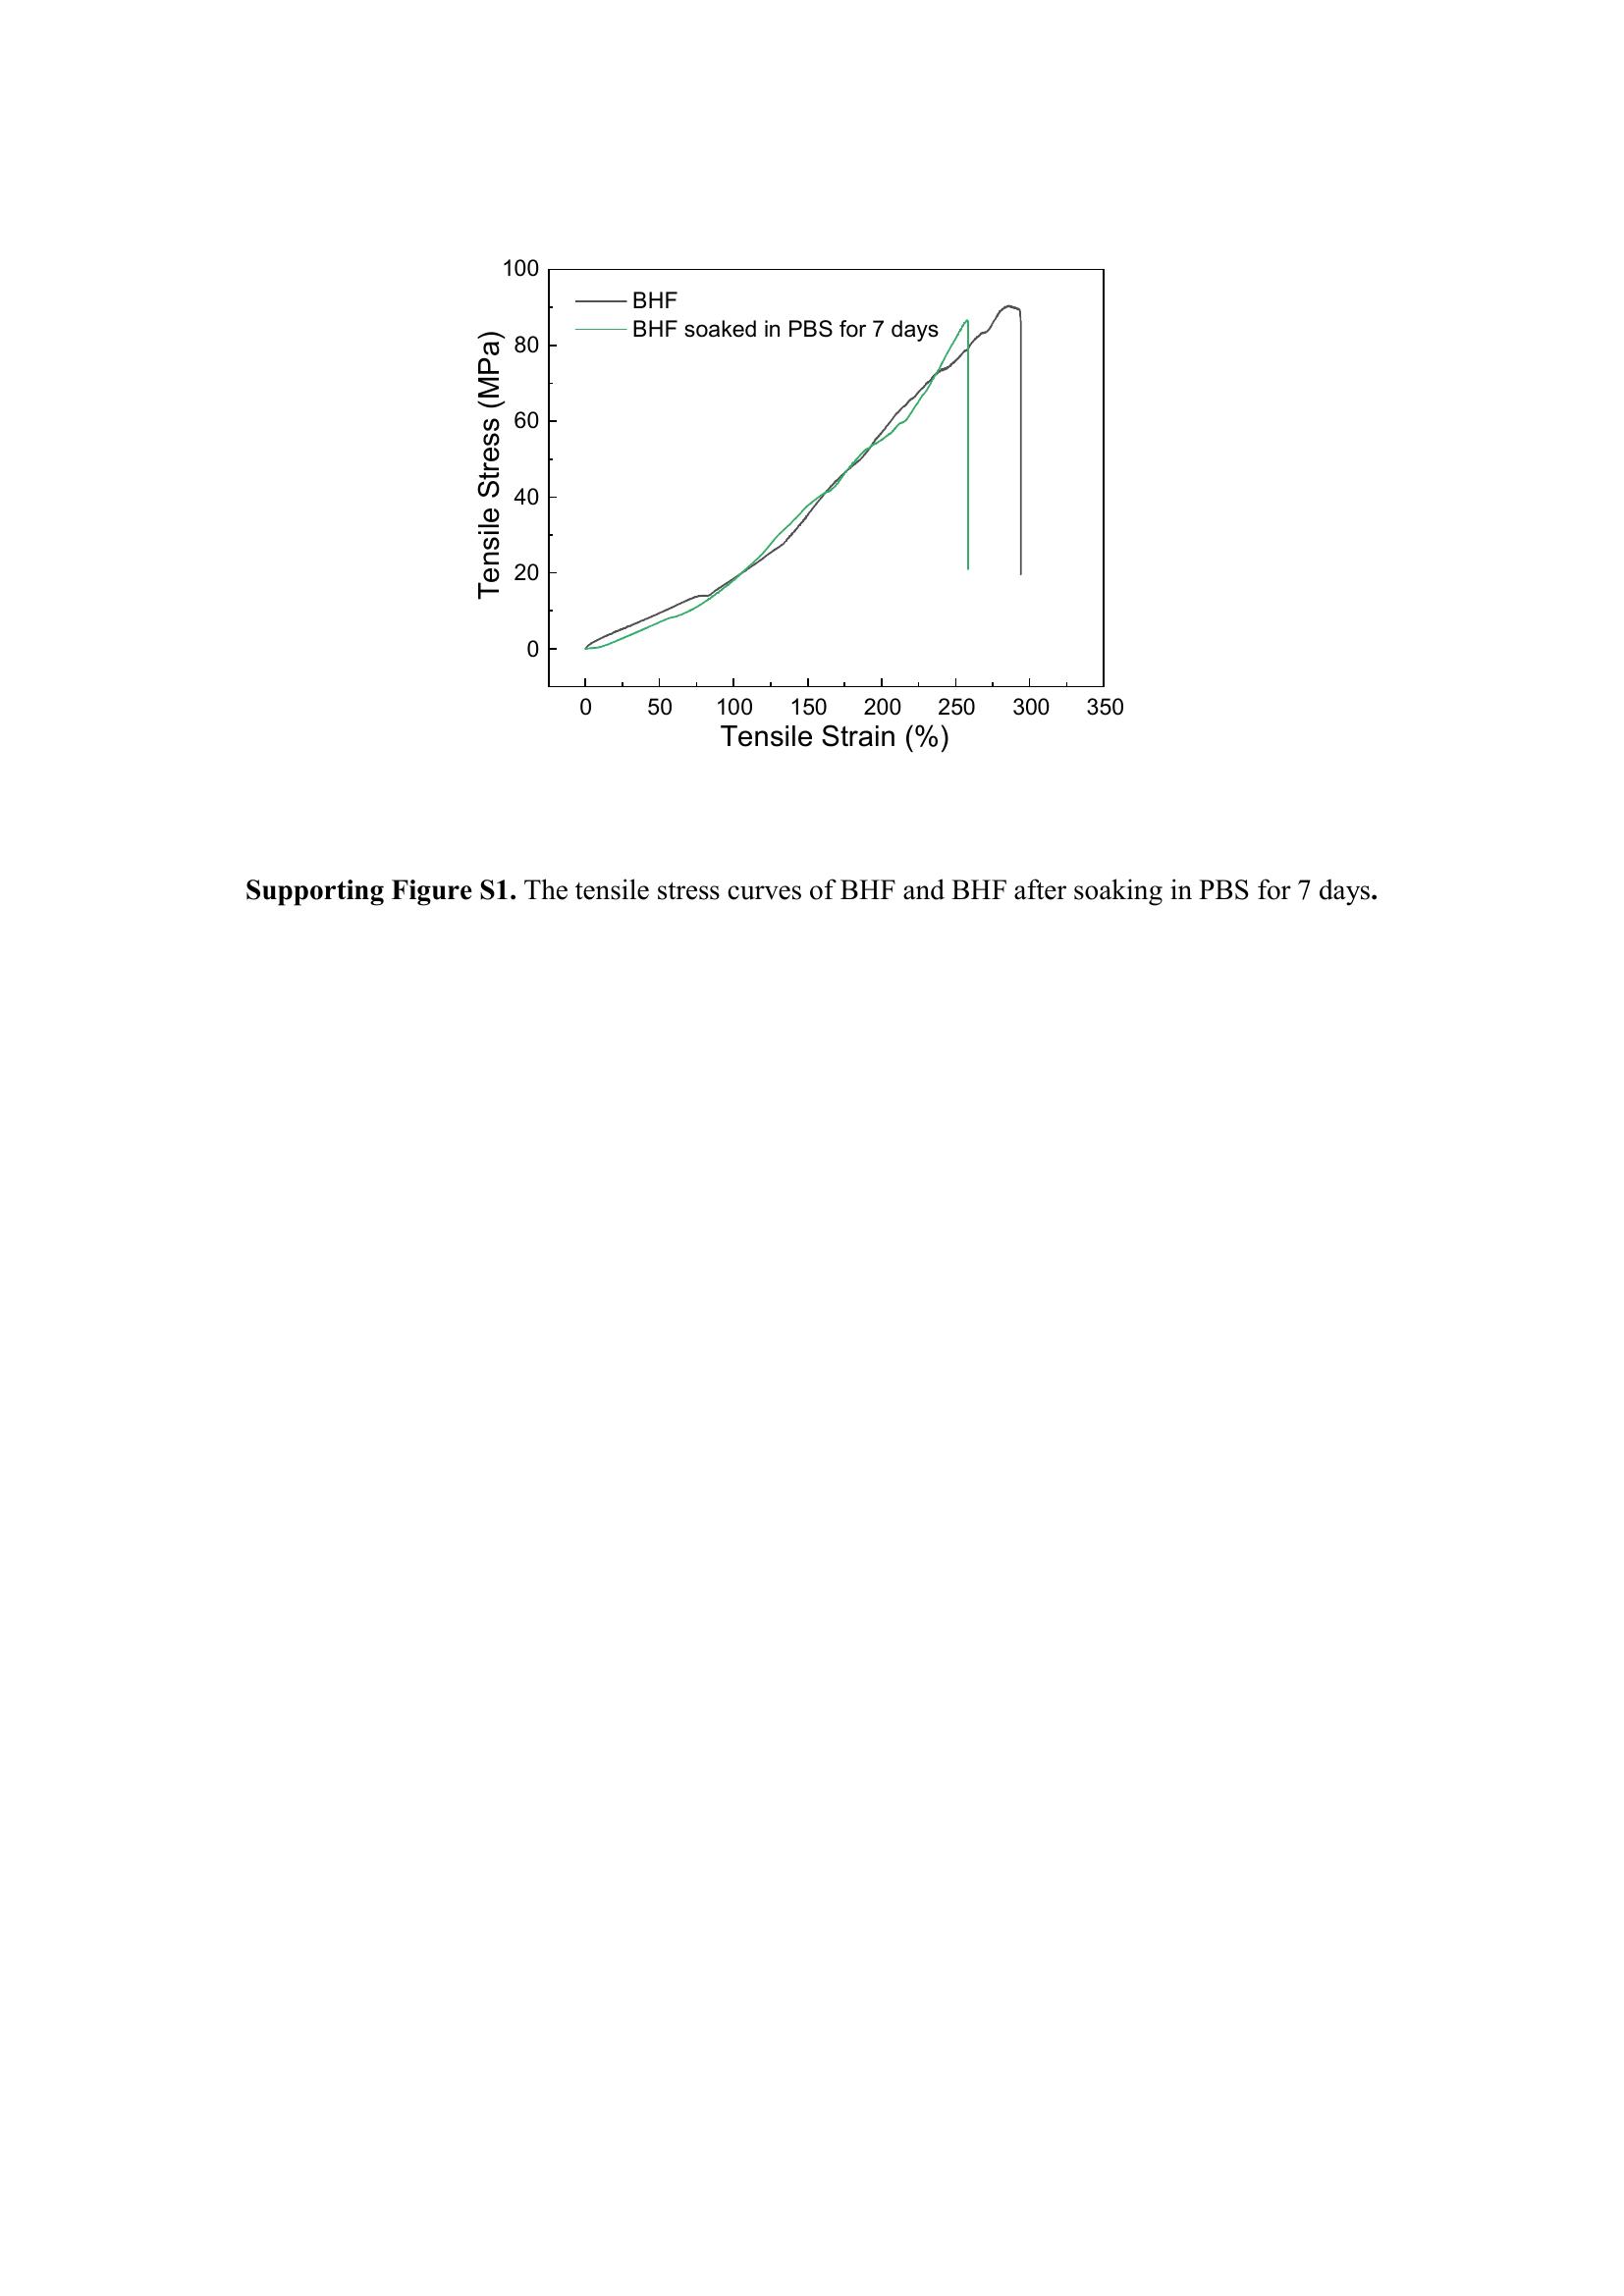 100
80
60
40
20
0
Tensile Stress (MPa)
BHF
BHF soaked in PBS for 7 days
0 50 100 150 200 250 300 350
Tensile Strain (%)
Supporting Figure S1. The tensile stress curves of BHF and BHF after soaking in PBS for 7 days.